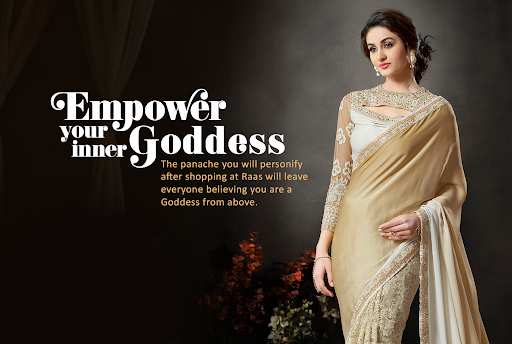 Empower
your
inner Goddess
The panache you will personify
after shopping at Raas will leave
everyone believing you are a
Goddess from above.